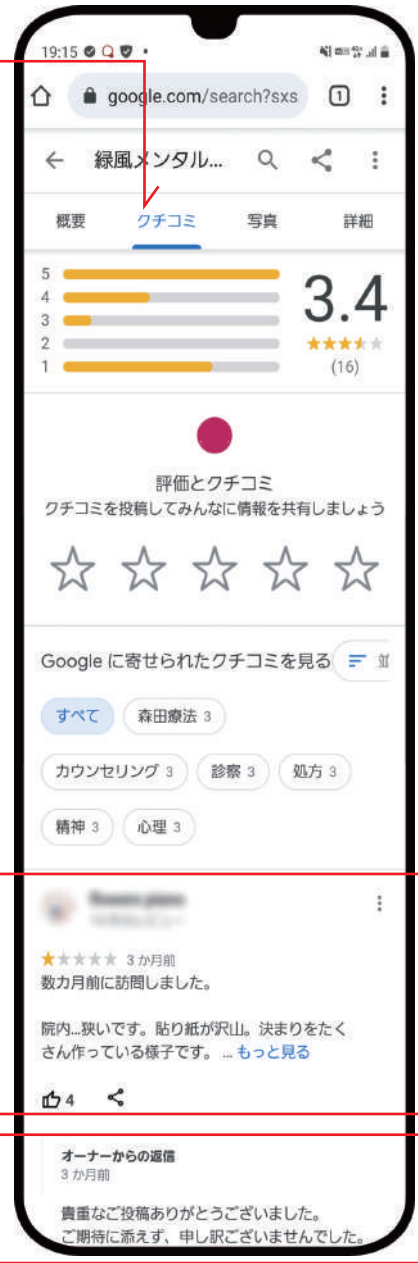 19:15
google.com/search?sxs
1
緑風メンタル...
概要 クチコミ 写真 詳細
5
4
3
2
1
3.4
(16)
評価とクチコミ
クチコミを投稿してみんなに情報を共有しましょう
Google に寄せられたクチコミを見る
すべて 森田療法 3
カウンセリング 3 診察 3 処方 3
精神 3 心理 3
3 か月前
数カ月前に訪問しました。
院内...狭いです。貼り紙が沢山。決まりをたく
さん作っている様子です。 ... もっと見る
4
オーナーからの返信
3 か月前
貴重なご投稿ありがとうございました。
ご期待に添えず、申し訳ございませんでした。